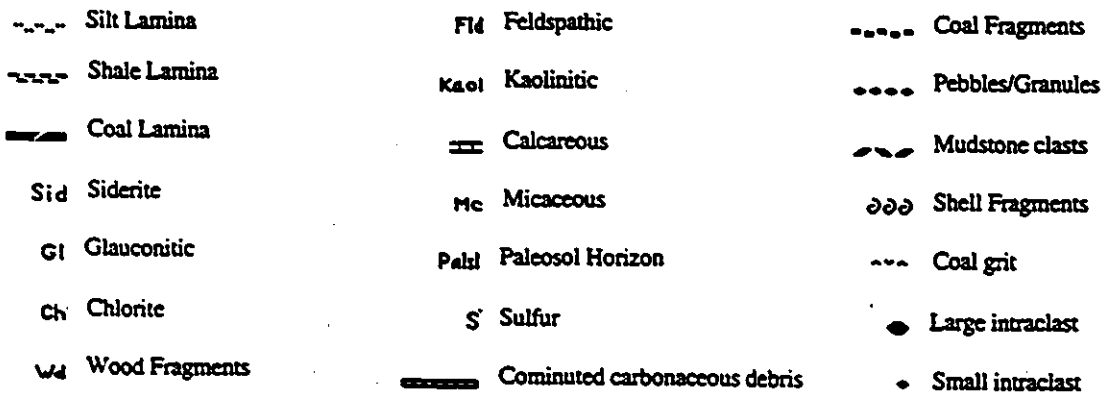 Silt Lamina
Shale Lamina
Coal Lamina
Sid Siderite
Gl Glauconitic
Ch Chlorite
Wd Wood Fragments
Fld Feldspathic
Kaol Kaolinitic
Calcareous
Mc Micaceous
Palsl Paleosol Horizon
S Sulfur
Cominuted carbonaceous debris
Coal Fragments
Pebbles/Granules
Mudstone clasts
Shell Fragments
Coal grit
Large intraclast
Small intraclast